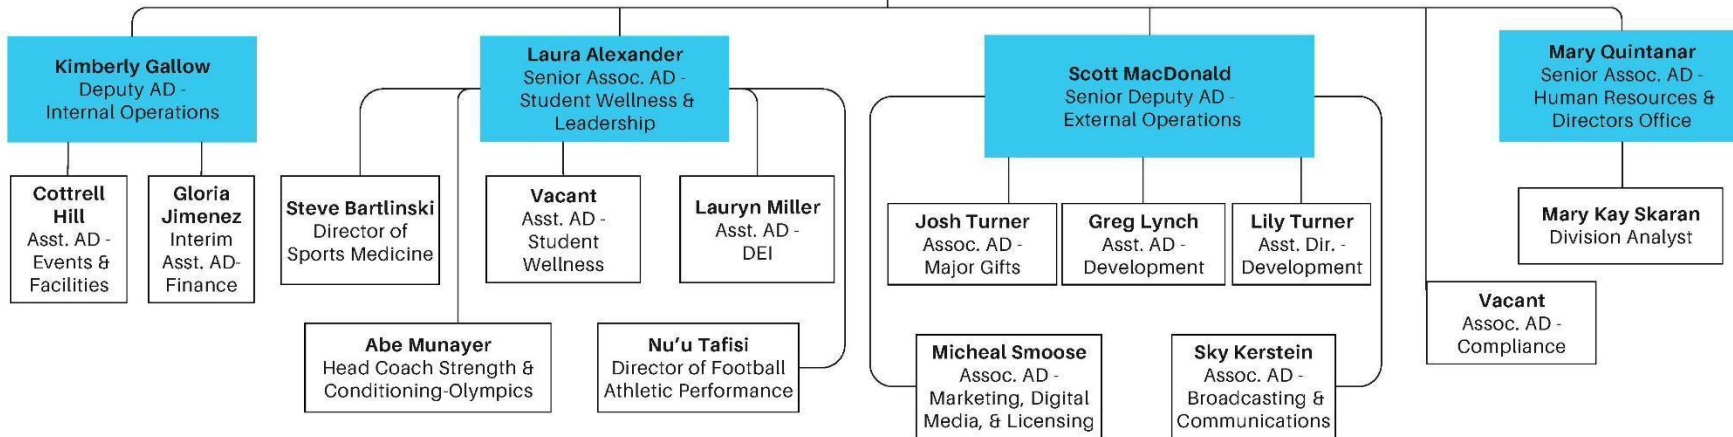 Kimberly Gallow
Deputy AD -
Internal Operations
Laura Alexander
Senior Assoc. AD -
Student Wellness &
Leadership
Scott MacDonald
Senior Deputy AD -
External Operations
Mary Quintanar
Senior Assoc. AD -
Human Resources &
Directors Office
Cottrell
Hill
Asst. AD -
Events &
Facilities
Gloria
Jimenez
Interim
Asst. AD-
Finance
Steve Bartlinski
Director of
Sports Medicine
Vacant
Asst. AD -
Student
Wellness
Lauryn Miller
Asst. AD -
DEI
Josh Turner
Assoc. AD -
Major Gifts
Greg Lynch
Asst. AD -
Development
Lily Turner
Asst. Dir. -
Development
Mary Kay Skaran
Division Analyst
Vacant
Assoc. AD -
Compliance
Abe Munayer
Head Coach Strength &
Conditioning-Olympics
Nu’u Tafisi
Director of Football
Athletic Performance
Micheal Smoose
Assoc. AD -
Marketing, Digital
Media, & Licensing
Sky Kerstein
Assoc. AD -
Broadcasting &
Communications